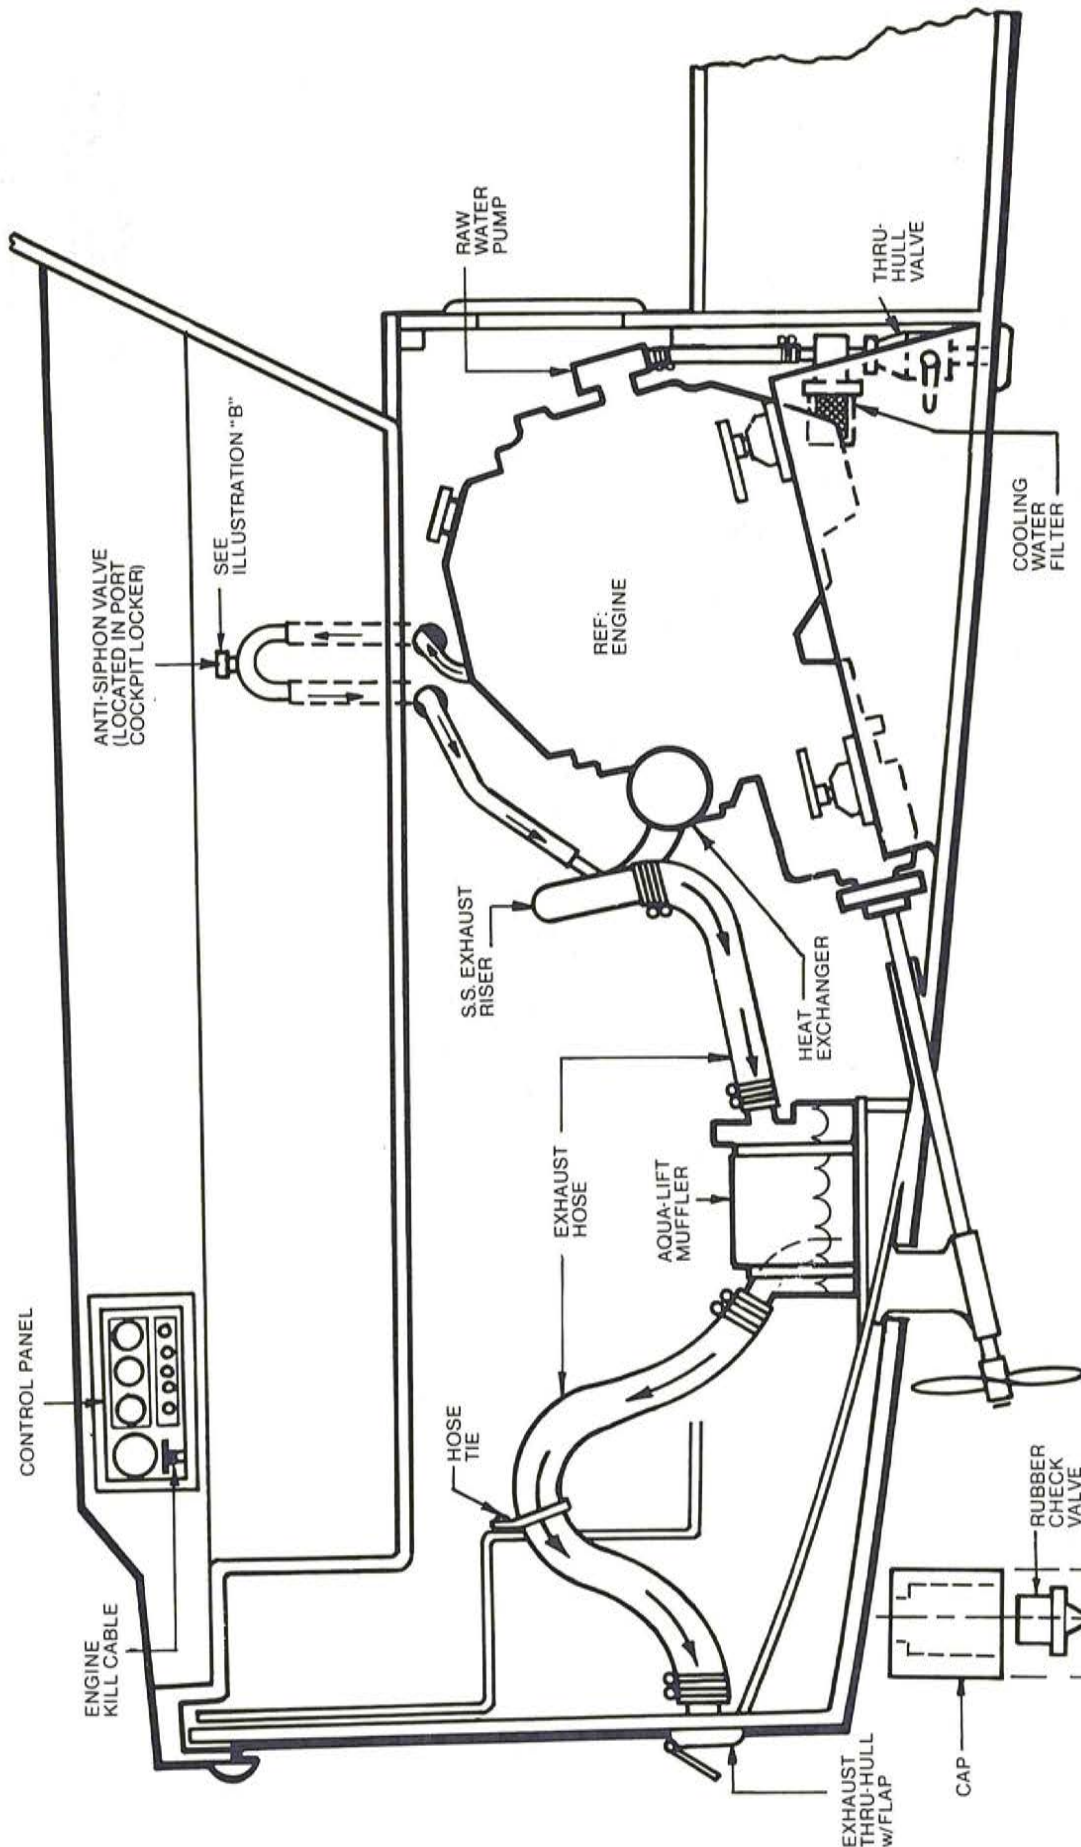 CONTROL PANEL
ENGINE
KILL CABLE
ANTI-SIPHON VALVE
(LOCATED IN PORT
COCKPIT LOCKER)
SEE
ILLUSTRATION "B"
HOSE
TIE
EXHAUST
HOSE
S.S. EXHAUST
RISER
RAW
WATER
PUMP
REF:
ENGINE
AQUA-LIFT
MUFFLER
HEAT
EXCHANGER
THRU-
HULL
VALVE
COOLING
WATER
FILTER
EXHAUST
THRU-HULL
w/FLAP
CAP
RUBBER
CHECK
VALVE